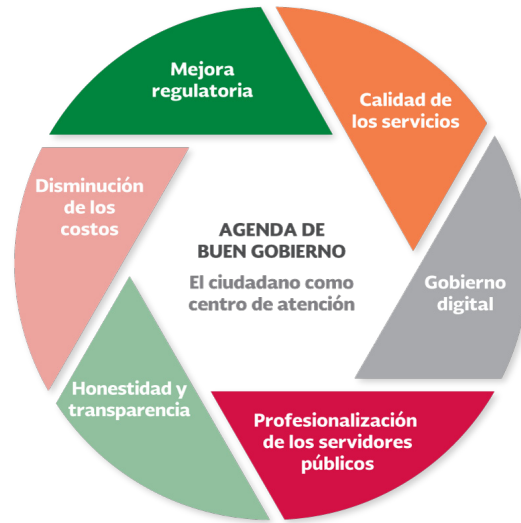 Mejora
regulatoria
Calidad de
los servicios
Disminución
de los
costos
AGENDA DE
BUEN GOBIERNO
El ciudadano como
centro de atención
Gobierno
digital
Honestidad y
transparencia
Profesionalización
de los servidores
públicos